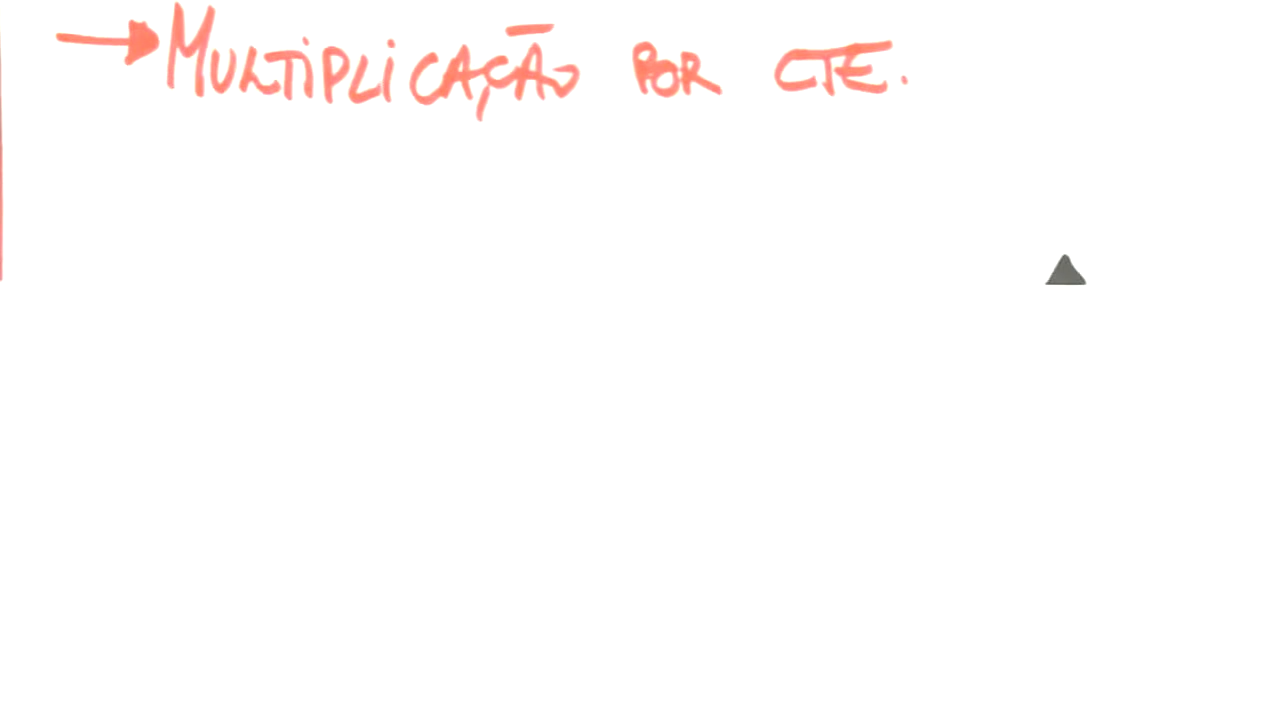 → MULTIPLICAÇÃO POR CTE.